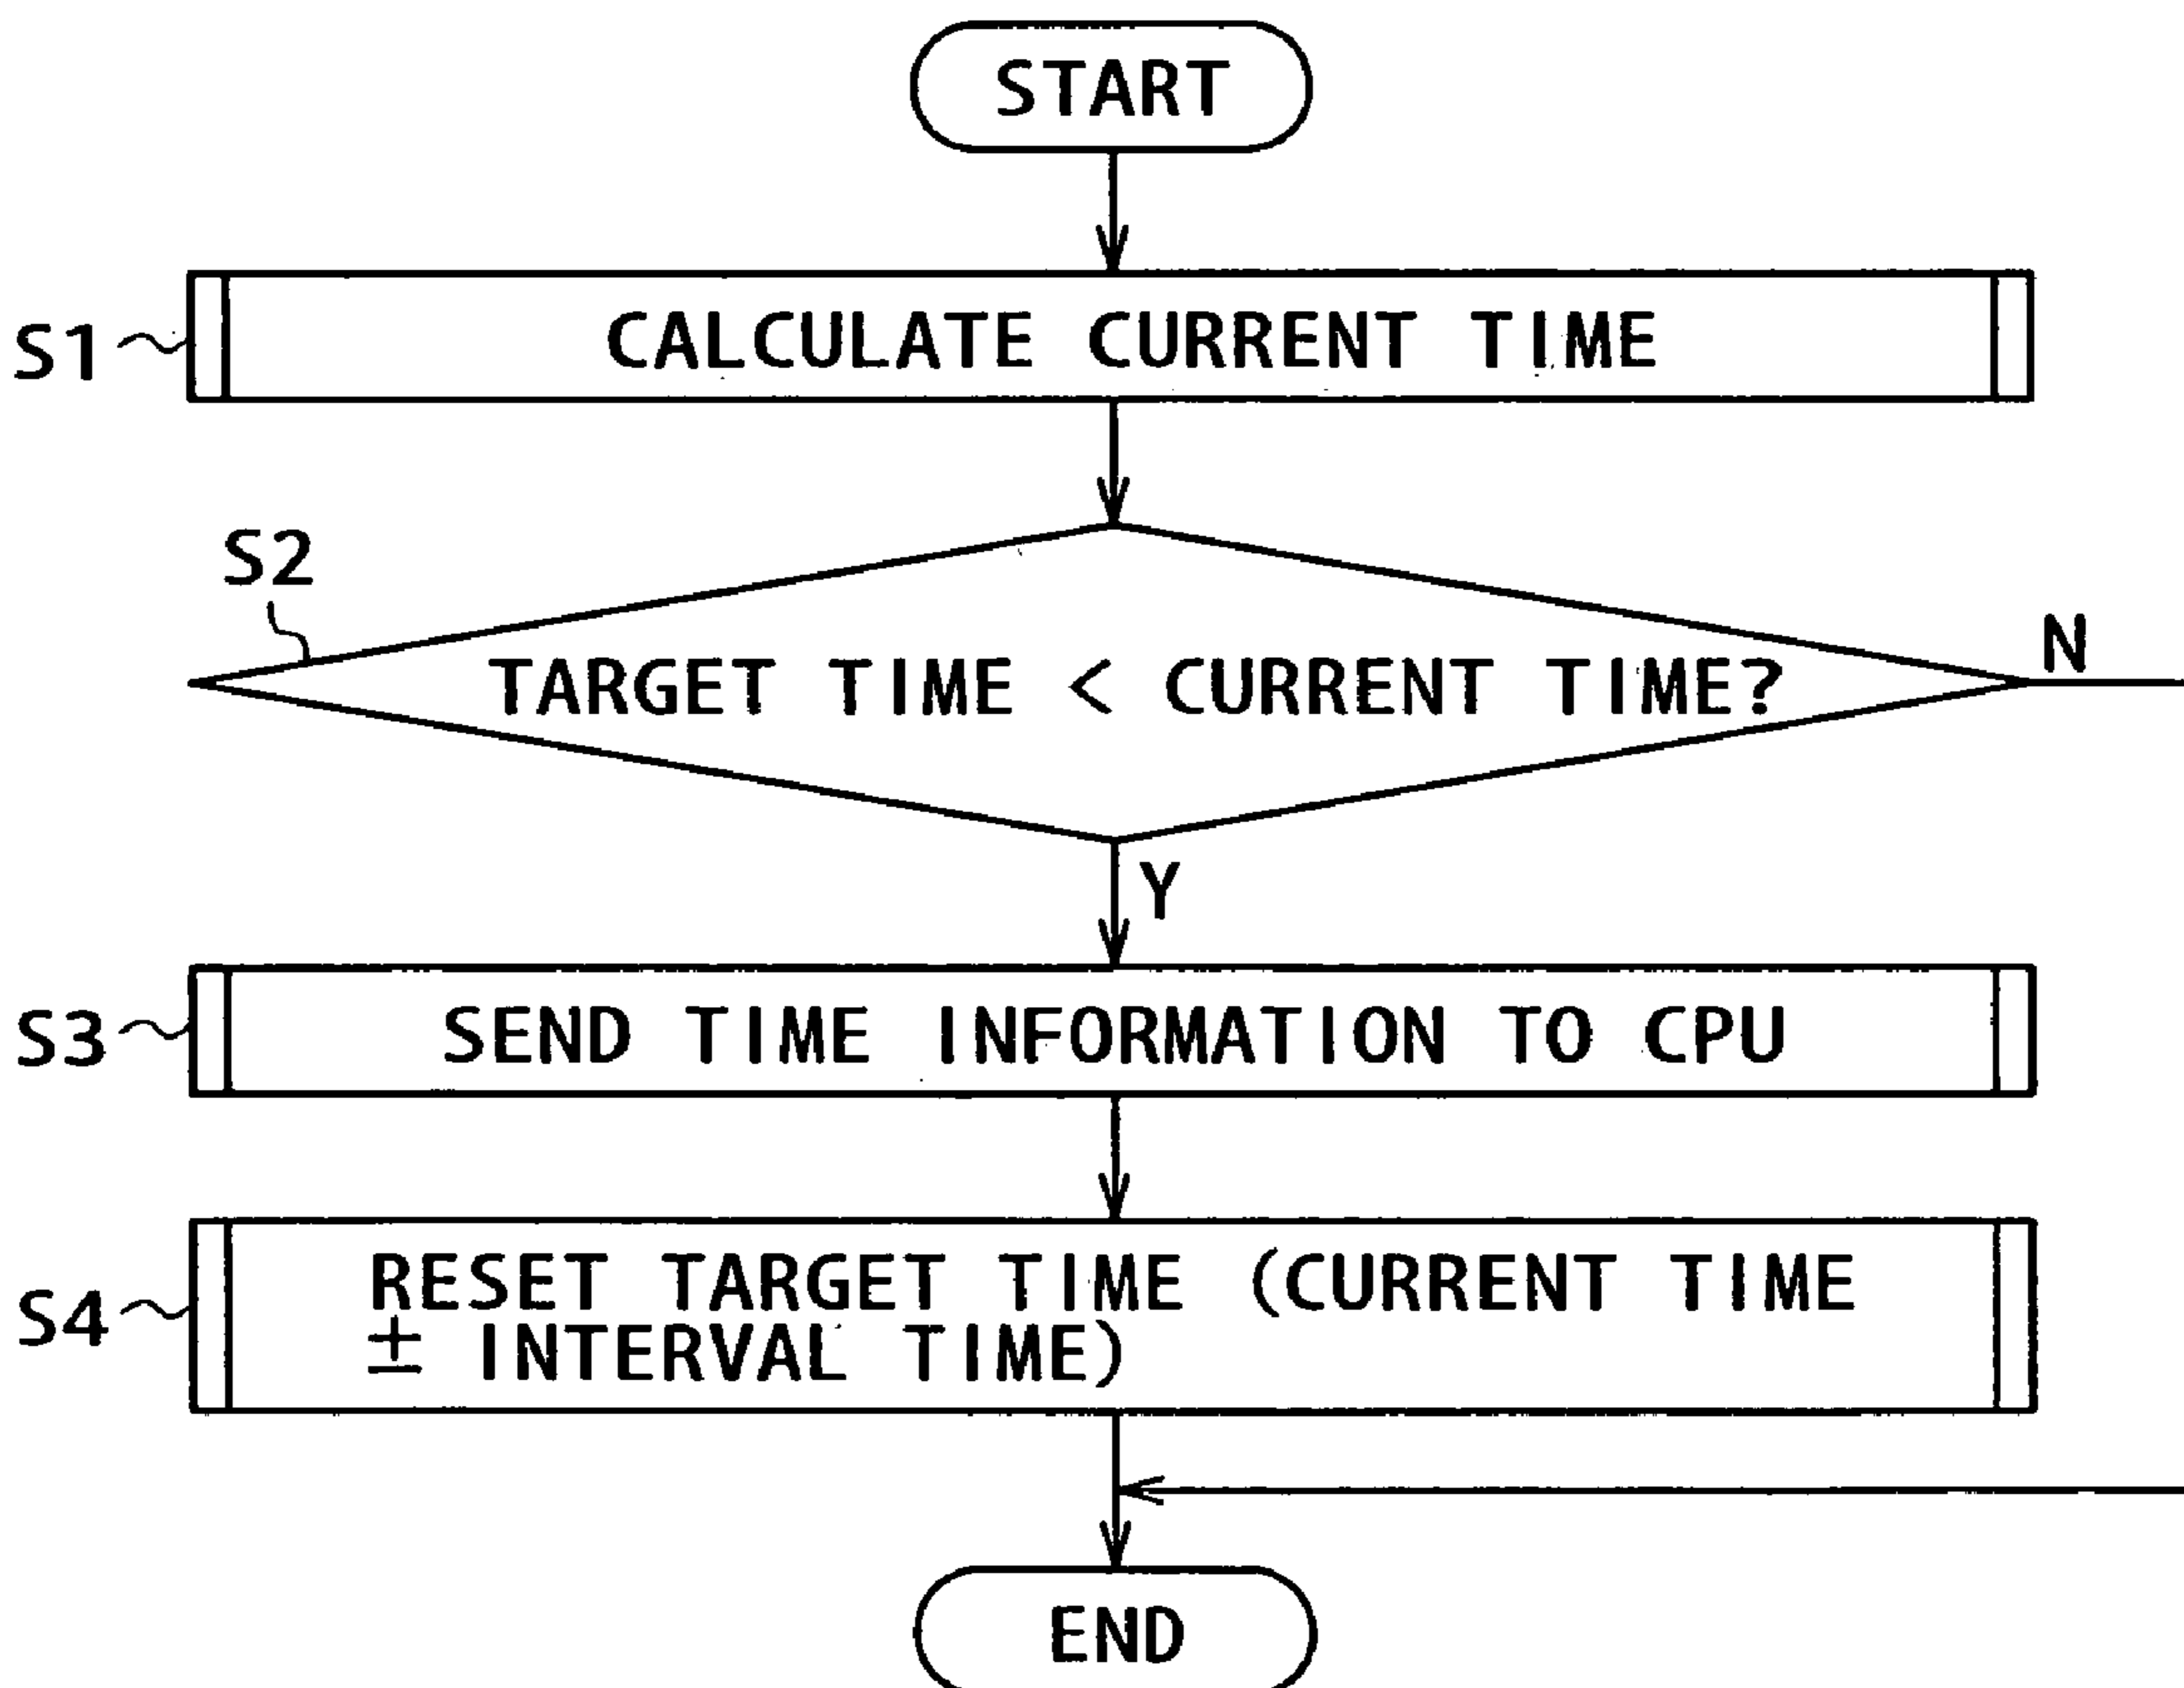 START
S1 CALCULATE CURRENT TIME
S2
TARGET TIME < CURRENT TIME?
N
Y
S3 SEND TIME INFORMATION TO CPU
S4 RESET TARGET TIME (CURRENT TIME
± INTERVAL TIME)
END